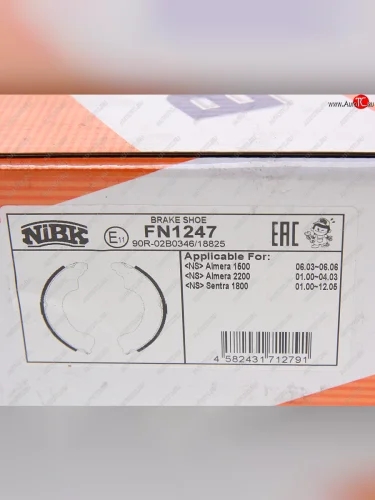 www.Auto1C.ru
NiBK
E11
BRAKE SHOE
FN1247
90R-02B0346/18825
EAC
Applicable For:
<NS> Almera 1500 06.03~06.06
<NS> Almera 2200 01.00~04.03
<NS> Sentra 1800 01.00~12.05
4 582431 712791